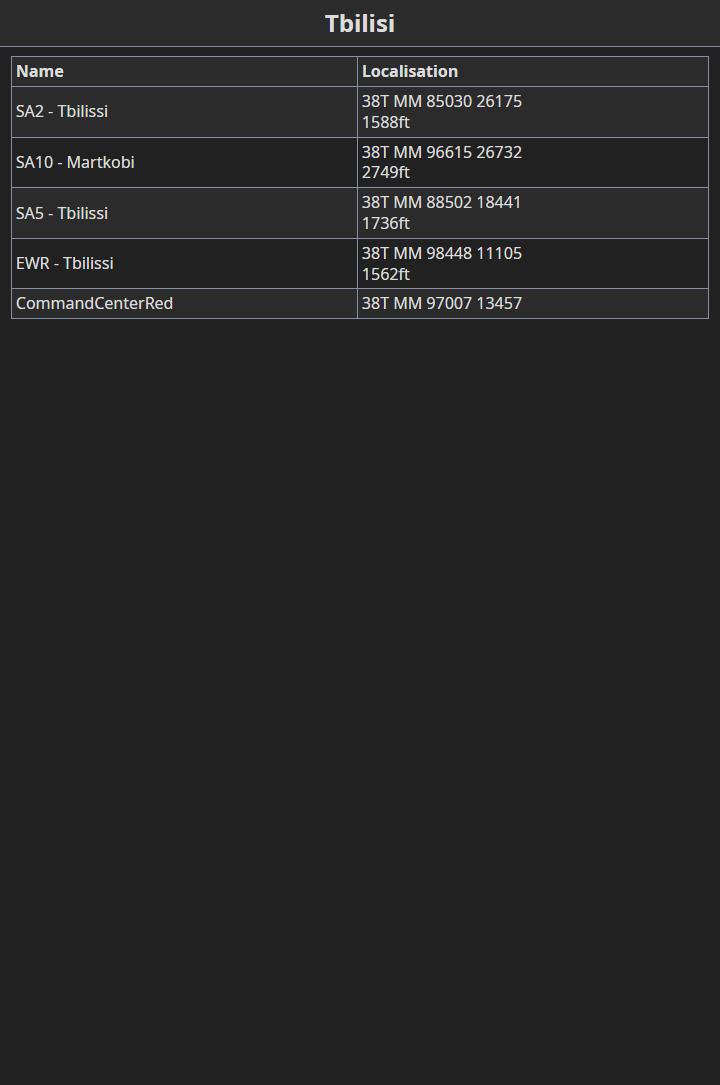 Tbilisi
Name Localisation
SA2 - Tbilissi 38T MM 85030 26175
1588ft
SA10 - Martkobi 38T MM 96615 26732
2749ft
SA5 - Tbilissi 38T MM 88502 18441
1736ft
EWR - Tbilissi 38T MM 98448 11105
1562ft
CommandCenterRed 38T MM 97007 13457